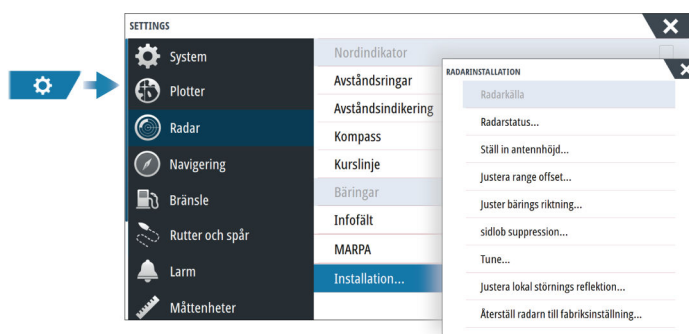 SETTINGS
System
Plotter
Radar
Navigering
Bränsle
Rutter och spår
Larm
Måttenheter
Nordindikator
Avståndsringar
Avståndsindikering
Kompass
Kurslinje
Bäringar
Infofält
MARPA
Installation...
RADARINSTALLATION
Radarkälla
Radarstatus...
Ställ in antennhöjd...
Justera range offset...
Juster bärings riktning...
sidlob suppression...
Tune...
Justera lokal störnings reflektion...
Återställ radarn till fabriksinställning...